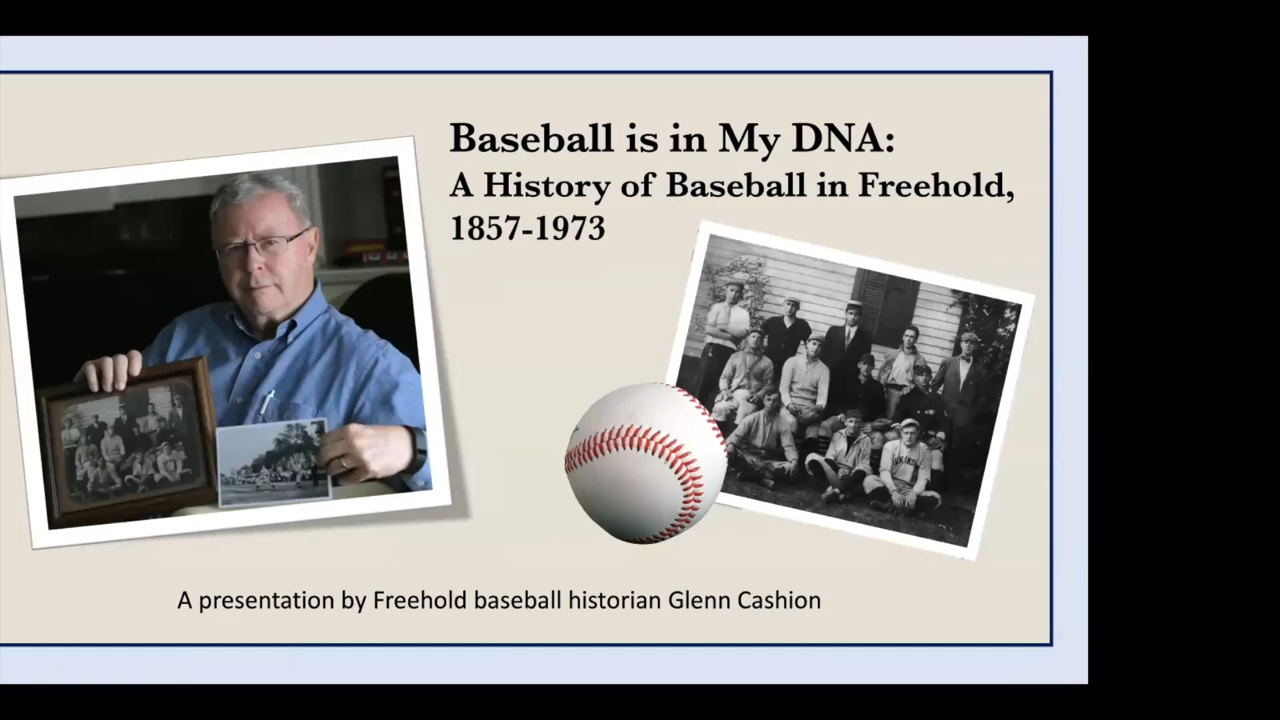 Baseball is in My DNA:
A History of Baseball in Freehold,
1857-1973
A presentation by Freehold baseball historian Glenn Cashion